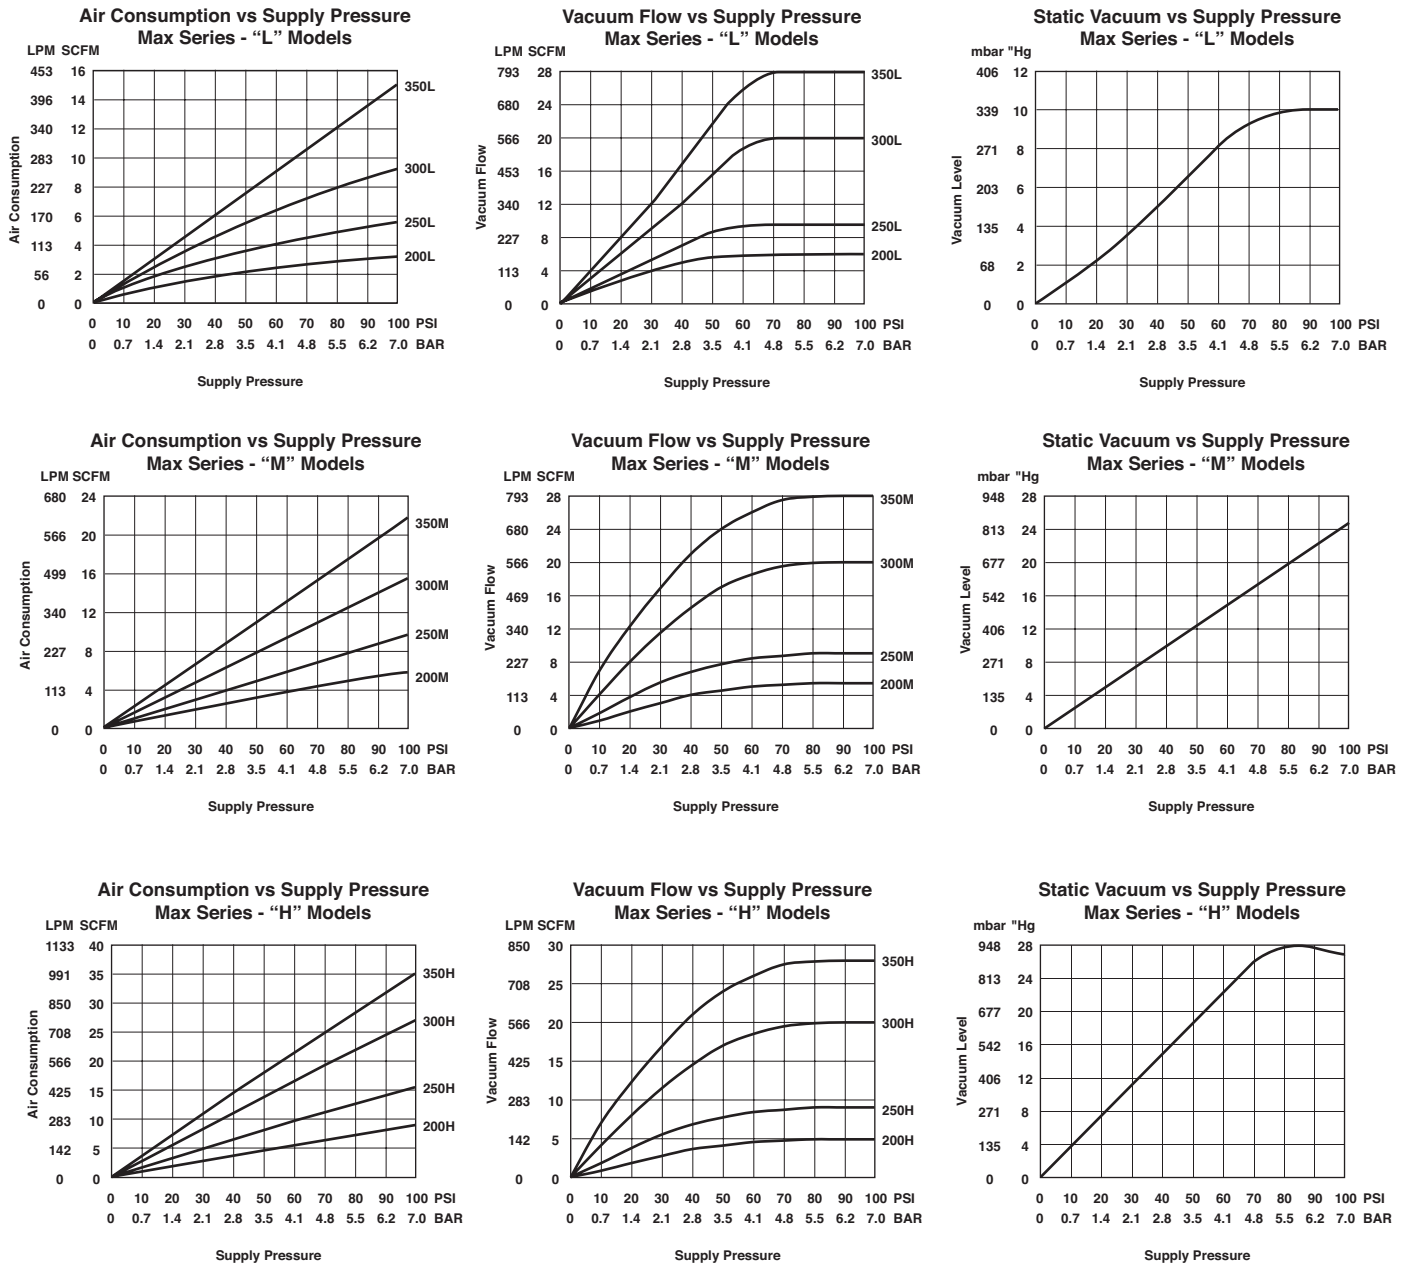 Air Consumption vs Supply Pressure
Max Series - “L” Models
LPM SCFM
453 16
396 14
340 12
283 10
227 8
170 6
113 4
56 2
0 0
Air Consumption
350L
300L
250L
200L
0 10 20 30 40 50 60 70 80 90 100 PSI
0 0.7 1.4 2.1 2.8 3.5 4.1 4.8 5.5 6.2 7.0 BAR
Supply Pressure
Vacuum Flow vs Supply Pressure
Max Series - “L” Models
LPM SCFM
793 28
680 24
566 20
453 16
340 12
227 8
113 4
0 0
Vacuum Flow
350L
300L
250L
200L
0 10 20 30 40 50 60 70 80 90 100 PSI
0 0.7 1.4 2.1 2.8 3.5 4.1 4.8 5.5 6.2 7.0 BAR
Supply Pressure
Static Vacuum vs Supply Pressure
Max Series - “L” Models
mbar "Hg
406 12
339 10
271 8
203 6
135 4
68 2
0 0
Vacuum Level
0 10 20 30 40 50 60 70 80 90 100 PSI
0 0.7 1.4 2.1 2.8 3.5 4.1 4.8 5.5 6.2 7.0 BAR
Supply Pressure
Air Consumption vs Supply Pressure
Max Series - “M” Models
LPM SCFM
680 24
566 20
499 16
340 12
227 8
113 4
0 0
Air Consumption
350M
300M
250M
200M
0 10 20 30 40 50 60 70 80 90 100 PSI
0 0.7 1.4 2.1 2.8 3.5 4.1 4.8 5.5 6.2 7.0 BAR
Supply Pressure
Vacuum Flow vs Supply Pressure
Max Series - “M” Models
LPM SCFM
793 28
680 24
566 20
469 16
340 12
227 8
113 4
0 0
Vacuum Flow
350M
300M
250M
200M
0 10 20 30 40 50 60 70 80 90 100 PSI
0 0.7 1.4 2.1 2.8 3.5 4.1 4.8 5.5 6.2 7.0 BAR
Supply Pressure
Static Vacuum vs Supply Pressure
Max Series - “M” Models
mbar "Hg
948 28
813 24
677 20
542 16
406 12
271 8
135 4
0 0
Vacuum Level
0 10 20 30 40 50 60 70 80 90 100 PSI
0 0.7 1.4 2.1 2.8 3.5 4.1 4.8 5.5 6.2 7.0 BAR
Supply Pressure
Air Consumption vs Supply Pressure
Max Series - “H” Models
LPM SCFM
1133 40
991 35
850 30
708 25
566 20
425 15
283 10
142 5
0 0
Air Consumption
350H
300H
250H
200H
0 10 20 30 40 50 60 70 80 90 100 PSI
0 0.7 1.4 2.1 2.8 3.5 4.1 4.8 5.5 6.2 7.0 BAR
Supply Pressure
Vacuum Flow vs Supply Pressure
Max Series - “H” Models
LPM SCFM
850 30
708 25
566 20
425 15
283 10
142 5
0 0
Vacuum Flow
350H
300H
250H
200H
0 10 20 30 40 50 60 70 80 90 100 PSI
0 0.7 1.4 2.1 2.8 3.5 4.1 4.8 5.5 6.2 7.0 BAR
Supply Pressure
Static Vacuum vs Supply Pressure
Max Series - “H” Models
mbar "Hg
948 28
813 24
677 20
542 16
406 12
271 8
135 4
0 0
Vacuum Level
0 10 20 30 40 50 60 70 80 90 100 PSI
0 0.7 1.4 2.1 2.8 3.5 4.1 4.8 5.5 6.2 7.0 BAR
Supply Pressure